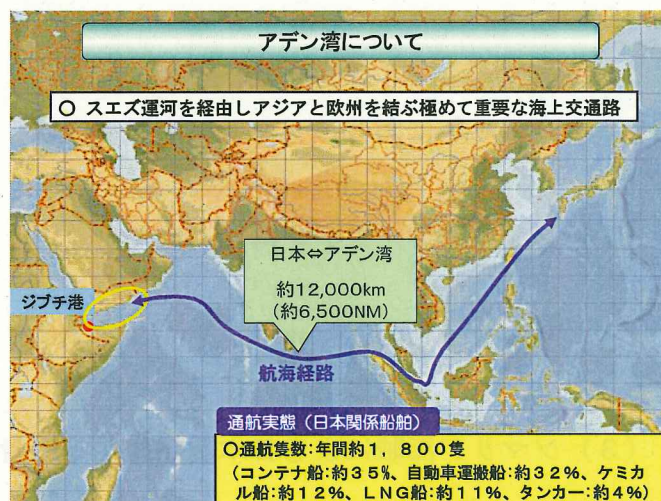 アデン湾について
○ スエズ運河を経由しアジアと欧州を結ぶ極めて重要な海上交通路
日本⇔アデン湾
約12,000km
(約6,500NM)
ジブチ港
航海経路
通航実態(日本関係船舶)
○通航隻数:年間約1,800隻
(コンテナ船:約35%、自動車運搬船:約32%、ケミカ
ル船:約12%、LNG船:約11%、タンカー:約4%)